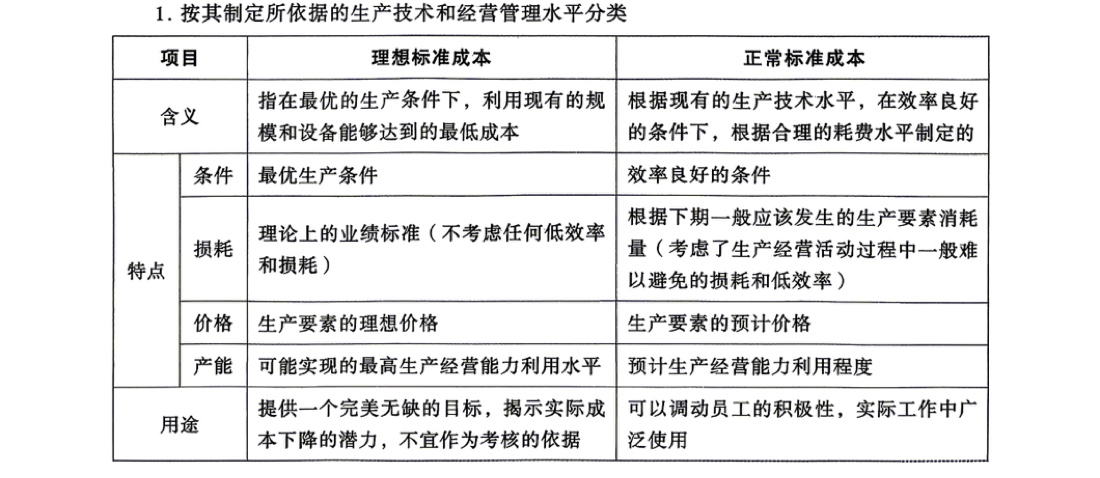 1. 按其制定所依据的生产技术和经营管理水平分类
项目
理想标准成本
正常标准成本
含义
指在最优的生产条件下，利用现有的规
模和设备能够达到的最低成本
根据现有的生产技术水平，在效率良好
的条件下，根据合理的耗费水平制定的
特点
条件
最优生产条件
效率良好的条件
损耗
理论上的业绩标准（不考虑任何低效率
和损耗）
根据下期一般应该发生的生产要素消耗
量（考虑了生产经营活动过程中一般难
以避免的损耗和低效率）
价格
生产要素的理想价格
生产要素的预计价格
产能
可能实现的最高生产经营能力利用水平
预计生产经营能力利用程度
用途
提供一个完美无缺的目标，揭示实际成
本下降的潜力，不宜作为考核的依据
可以调动员工的积极性，实际工作中广
泛使用